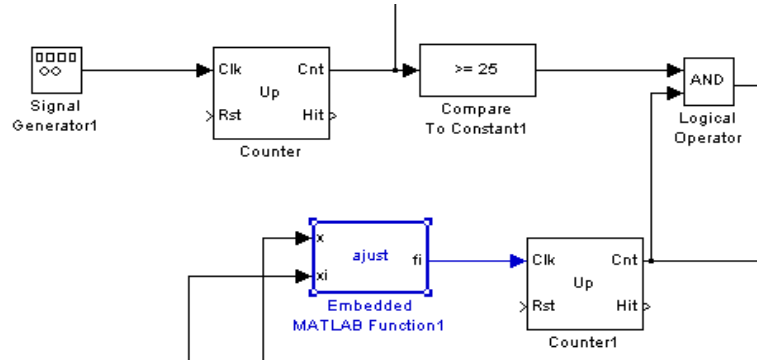 Signal
Generator1
Clk
Cnt
Up
Rst
Hit
Counter
>= 25
Compare
To Constant1
AND
Logical
Operator
x
ajust
fi
xi
Embedded
MATLAB Function1
Clk
Cnt
Up
Rst
Hit
Counter1